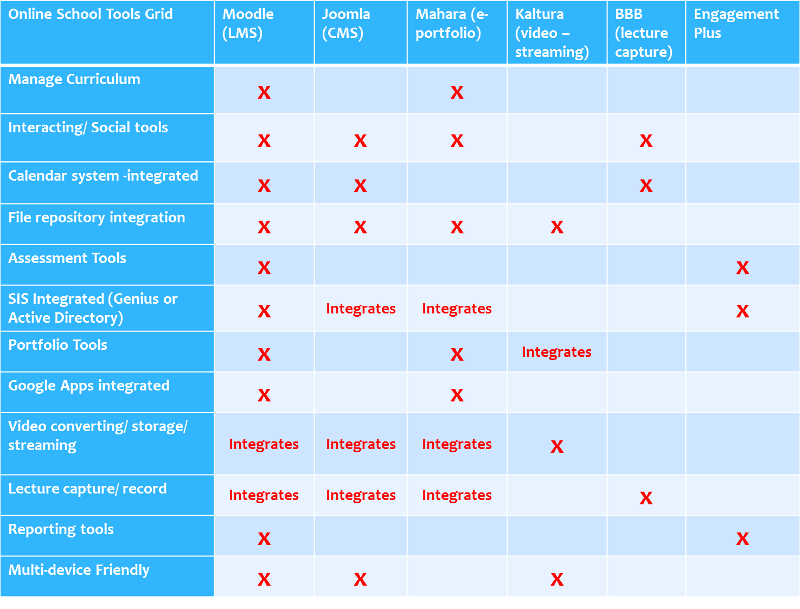 Online School Tools Grid Moodle (LMS) Joomla (CMS) Mahara (e-portfolio) Kaltura (video – streaming) BBB (lecture capture) Engagement Plus
Manage Curriculum X X
Interacting/ Social tools X X X X
Calendar system -integrated X X X
File repository integration X X X X
Assessment Tools X X
SIS Integrated (Genius or Active Directory) X Integrates Integrates X
Portfolio Tools X X Integrates
Google Apps integrated X X
Video converting/ storage/ streaming Integrates Integrates Integrates X
Lecture capture/ record Integrates Integrates Integrates X
Reporting tools X X
Multi-device Friendly X X X